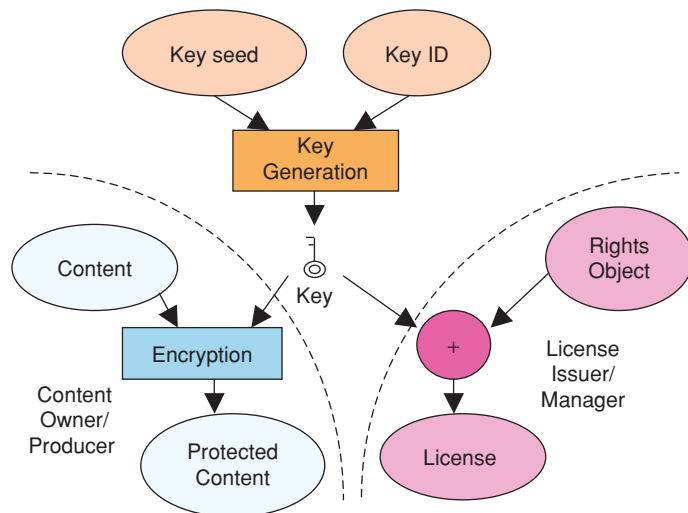 Key seed
Key ID
Key
Generation
Content
Key
Rights
Object
Encryption
+
Content
Owner/
Producer
License
Issuer/
Manager
Protected
Content
License